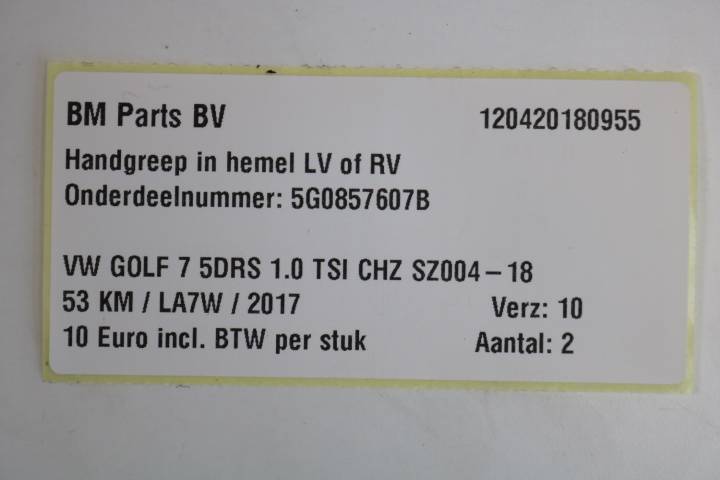 BM Parts BV 120420180955
Handgreep in hemel LV of RV
Onderdeelnummer: 5G0857607B
VW GOLF 7 5DRS 1.0 TSI CHZ SZ004 – 18
53 KM / LA7W / 2017 Verz: 10
10 Euro incl. BTW per stuk Aantal: 2